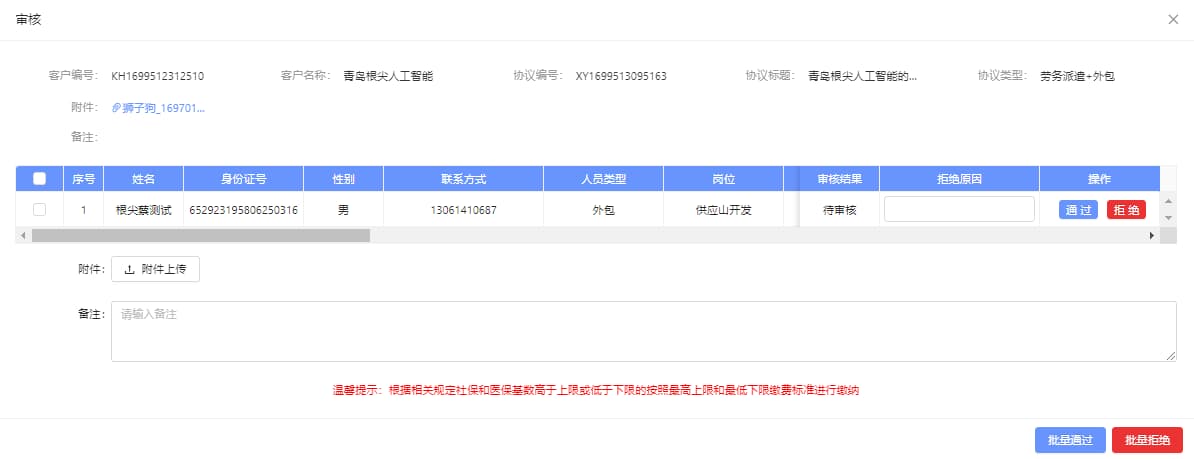 审核
客户编号: KH1699512312510 客户名称: 青岛根尖人工智能 协议编号: XY1699513095163 协议标题: 青岛根尖人工智能的... 协议类型: 劳务派遣+外包
附件: 狮子狗_169701...
备注:
序号 姓名 身份证号 性别 联系方式 人员类型 岗位 审核结果 拒绝原因 操作
1 根尖蔡测试 652923195806250316 男 13061410687 外包 供应山开发 待审核 通过 拒绝
附件: 附件上传
备注: 请输入备注
温馨提示: 根据相关规定社保和医保基数高于上限或低于下限的按照最高上限和最低下限缴费标准进行缴纳
批量通过 批量拒绝